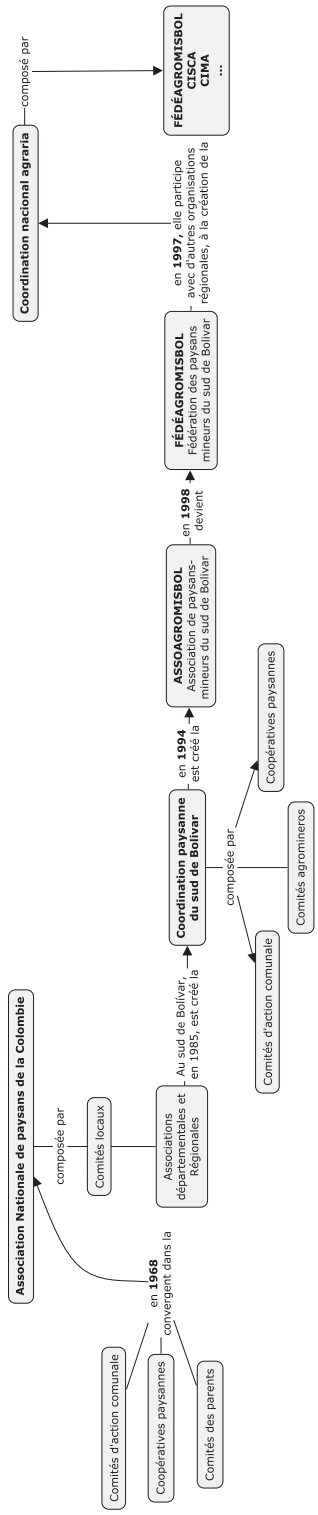 Comités d'action comunale
Coopératives paysannes
Comités des parents
en 1968
convergent dans la
Association Nationale de paysans de la Colombie
composée par
Comités locaux
Associations
départementales et
Régionales
Au sud de Bolívar,
en 1985, est créé la
Coordination paysanne
du sud de Bolivar
composée par
Comités d'action comunale
Comités agromineros
Coopératives paysannes
en 1994
est créé la
ASSOAGROMISBOL
Association de paysans-
mineurs du sud de Bolivar
en 1998
devient
FÉDÉAGROMISBOL
Fédération des paysans
mineurs du sud de Bolivar
en 1997, elle participe
avec d'autres organisations
régionales, à la création de la
Coordination nacional agraria
composé par
FÉDÉAGROMISBOL
CISCA
CIMA
...